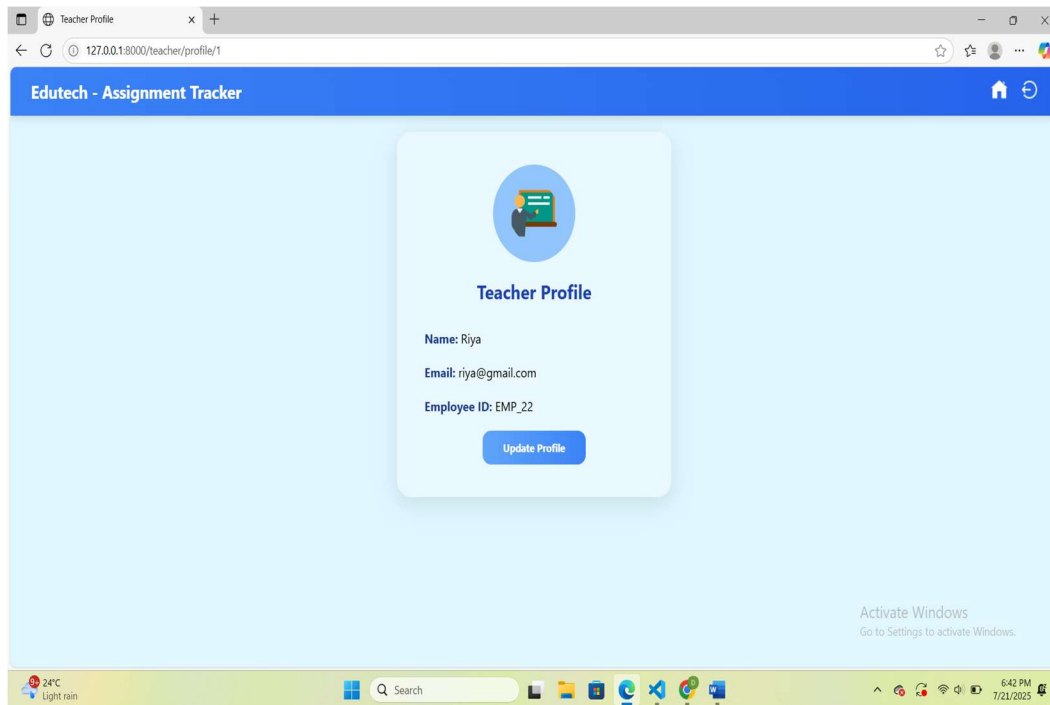 Teacher Profile
127.0.0.1:8000/teacher/profile/1
Edutech - Assignment Tracker
Teacher Profile
Name: Riya
Email: riya@gmail.com
Employee ID: EMP_22
Update Profile
Activate Windows
Go to Settings to activate Windows.
9+
24°C
Light rain
Search
6:42 PM
7/21/2025